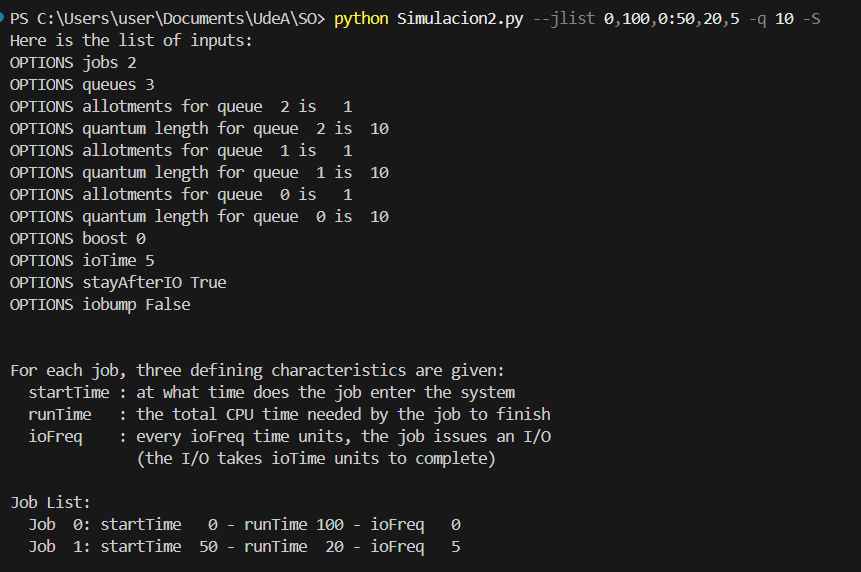 PS C:\Users\user\Documents\UdeA\SO> python Simulacion2.py --jlist 0,100,0:50,20,5 -q 10 -S
Here is the list of inputs:
OPTIONS jobs 2
OPTIONS queues 3
OPTIONS allotments for queue  2 is   1
OPTIONS quantum length for queue  2 is  10
OPTIONS allotments for queue  1 is   1
OPTIONS quantum length for queue  1 is  10
OPTIONS allotments for queue  0 is   1
OPTIONS quantum length for queue  0 is  10
OPTIONS boost 0
OPTIONS ioTime 5
OPTIONS stayAfterIO True
OPTIONS iobump False
For each job, three defining characteristics are given:
  startTime : at what time does the job enter the system
  runTime   : the total CPU time needed by the job to finish
  ioFreq    : every ioFreq time units, the job issues an I/O
              (the I/O takes ioTime units to complete)
Job List:
  Job  0: startTime   0 - runTime 100 - ioFreq   0
  Job  1: startTime  50 - runTime  20 - ioFreq   5